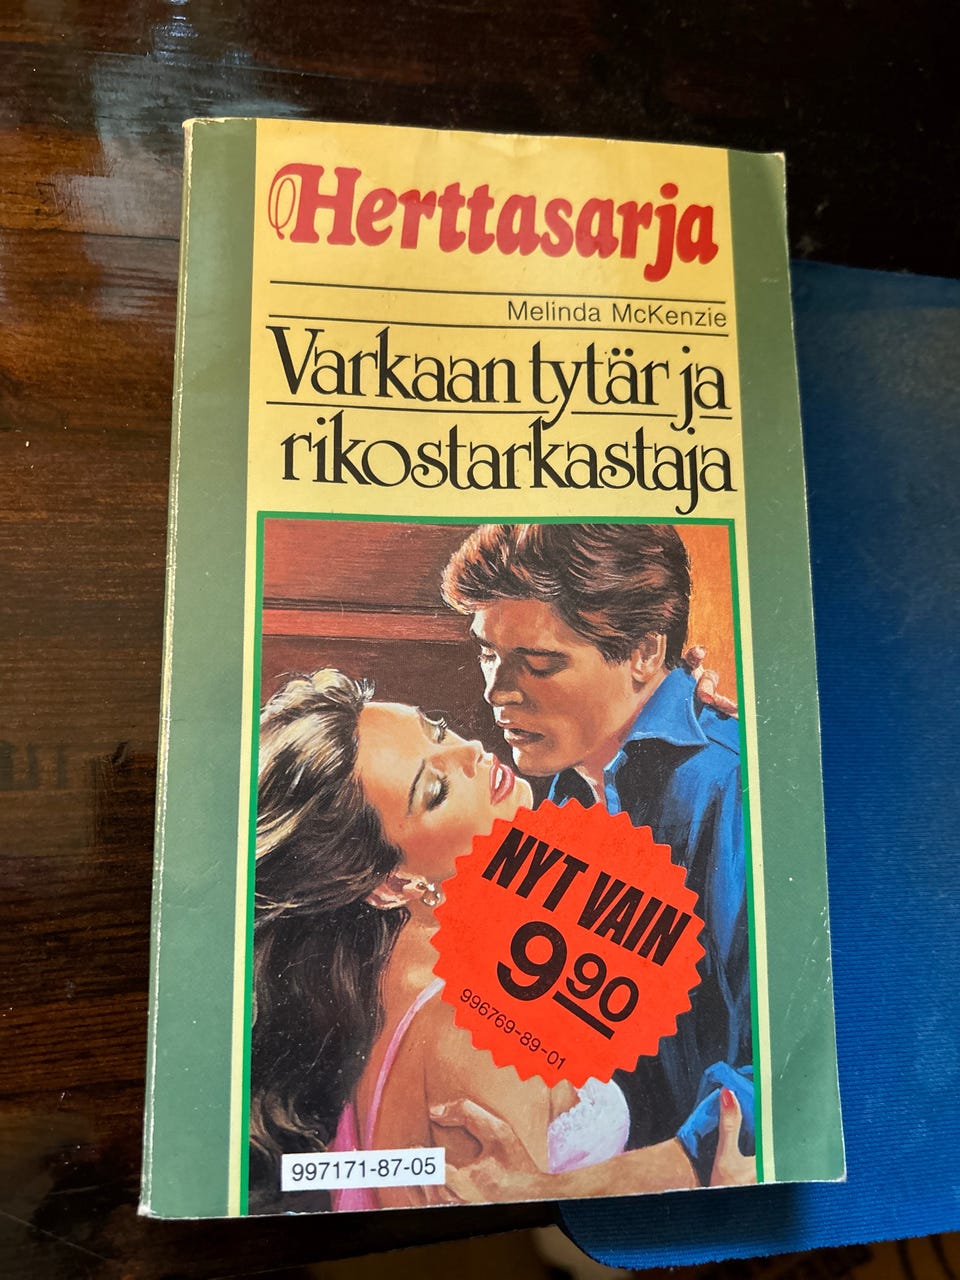 Herttasarja
Melinda McKenzie
Varkaan tytär ja
rikostarkastaja
NYT VAIN
9 90
996769-89-01
997171-87-05